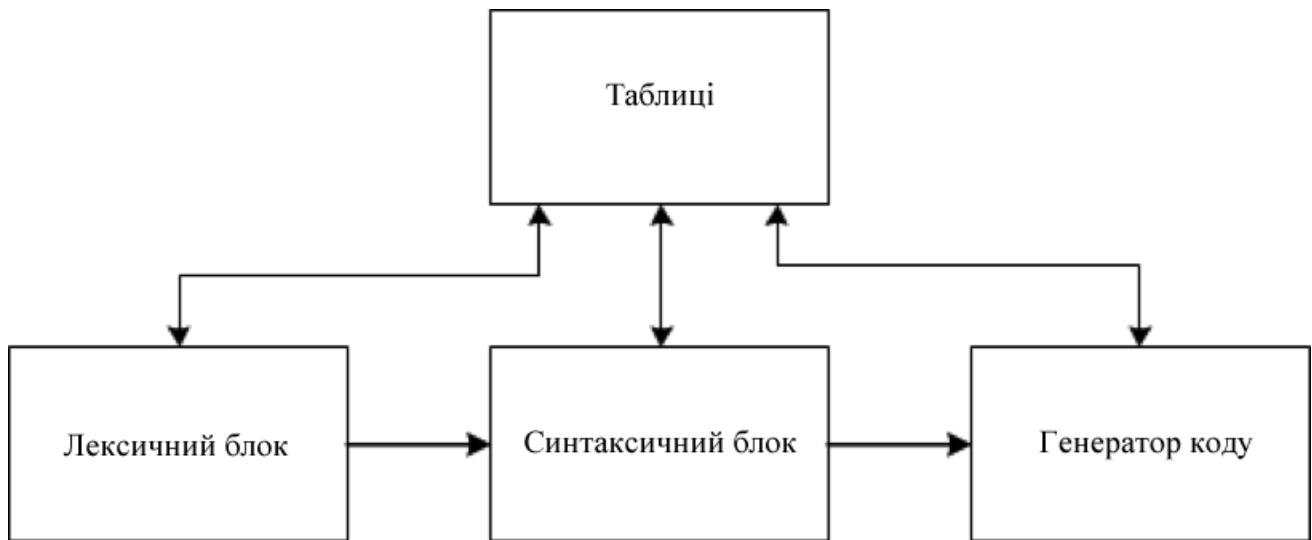 Таблиці
Лексичний блок
Синтаксичний блок
Генератор коду